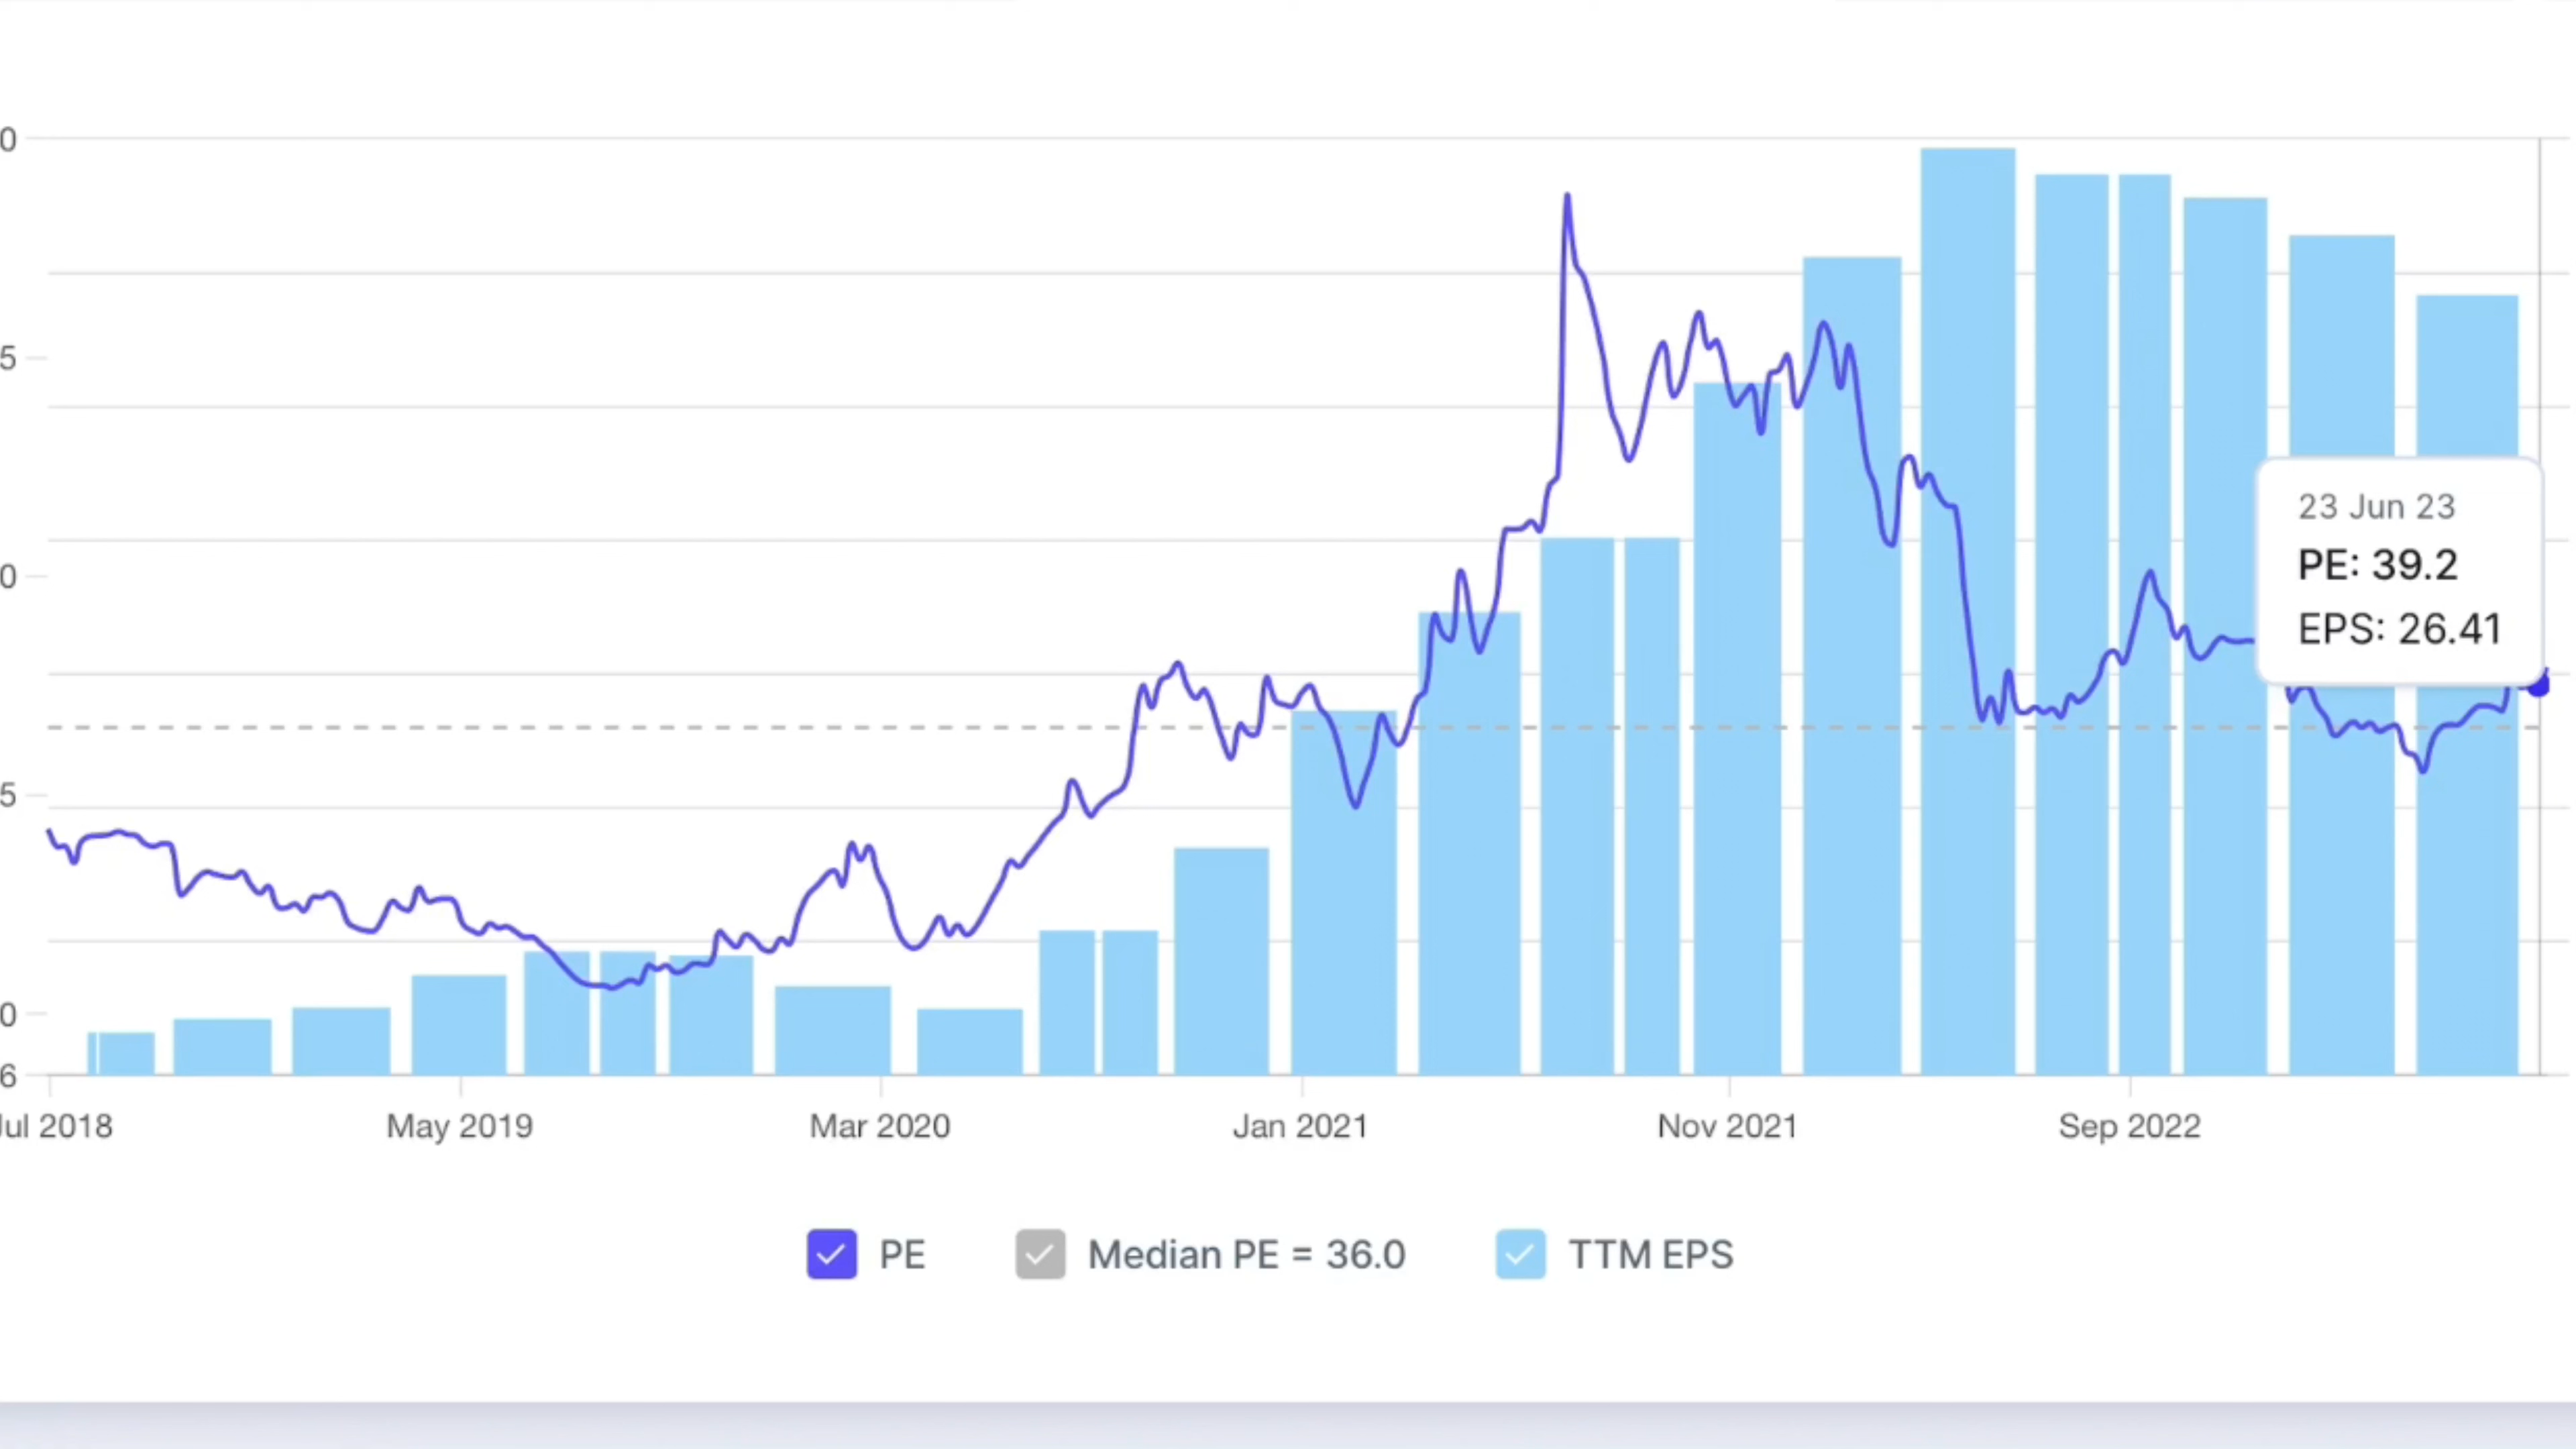 0
5
0
5
0
6
Jul 2018
May 2019
Mar 2020
Jan 2021
Nov 2021
Sep 2022
23 Jun 23
PE: 39.2
EPS: 26.41
PE
Median PE = 36.0
TTM EPS